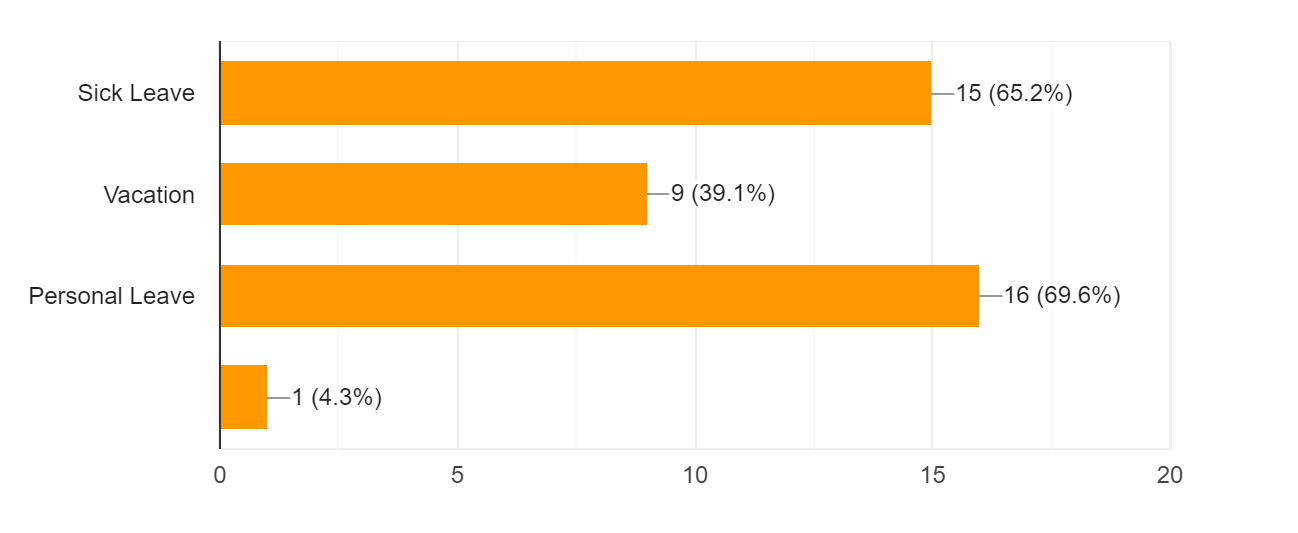 Sick Leave
15 (65.2%)
Vacation
9 (39.1%)
Personal Leave
16 (69.6%)
1 (4.3%)
0 5 10 15 20